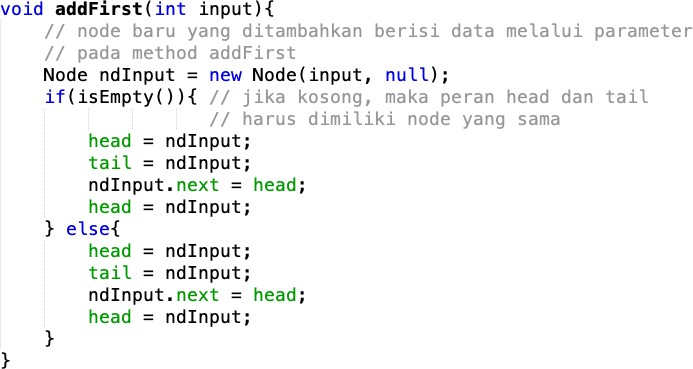 void addFirst(int input){
    // node baru yang ditambahkan berisi data melalui parameter
    // pada method addFirst
    Node ndInput = new Node(input, null);
    if(isEmpty()){ // jika kosong, maka peran head dan tail
                   // harus dimiliki node yang sama
        head = ndInput;
        tail = ndInput;
        ndInput.next = head;
        head = ndInput;
    } else{
        head = ndInput;
        tail = ndInput;
        ndInput.next = head;
        head = ndInput;
    }
}